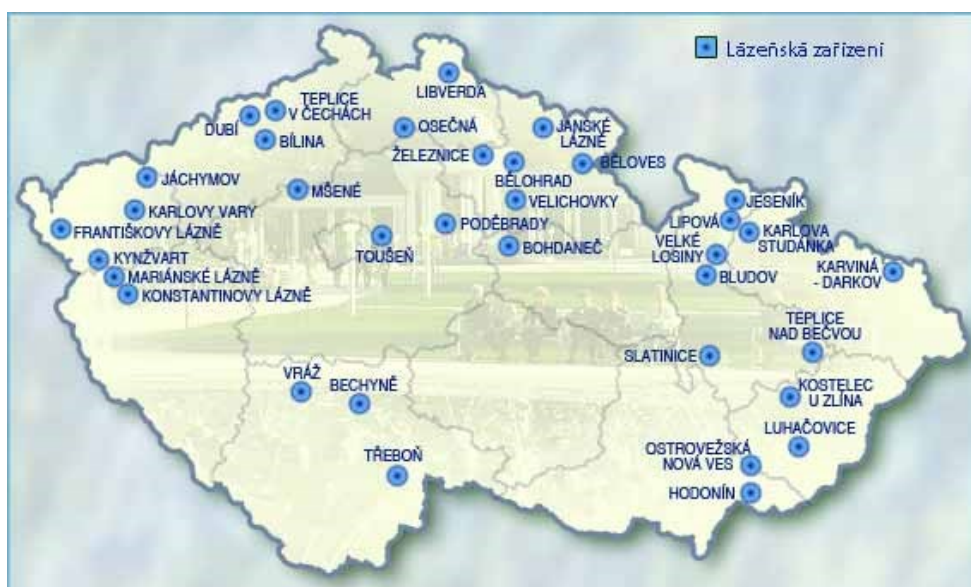 Lázeňská zařízení
LIBVERDA
TEPLICE
V ČECHÁCH
DUBÍ
BÍLINA
OSEČNÁ
JANSKÉ
LÁZNĚ
ŽELEZNICE
BĚLOVES
BĚLOHRAD
JÁCHYMOV
MŠENÉ
VELICHOVKY
JESENÍK
KARLOVY VARY
LIPOVÁ
KARLOVA
STUDÁNKA
FRANTIŠKOVY LÁZNĚ
PODĚBRADY
TOUŠEŇ
BOHDANEČ
VELKÉ
LOSINY
KYNŽVART
MARIÁNSKÉ LÁZNĚ
KONSTANTINOVY LÁZNĚ
BLUDOV
KARVINÁ
- DARKOV
TEPLICE
NAD BEČVOU
SLATINICE
VRÁŽ
BECHYNĚ
KOSTELEC
U ZLÍNA
LUHAČOVICE
TŘEBOŇ
OSTROVEŽSKÁ
NOVÁ VES
HODONÍN